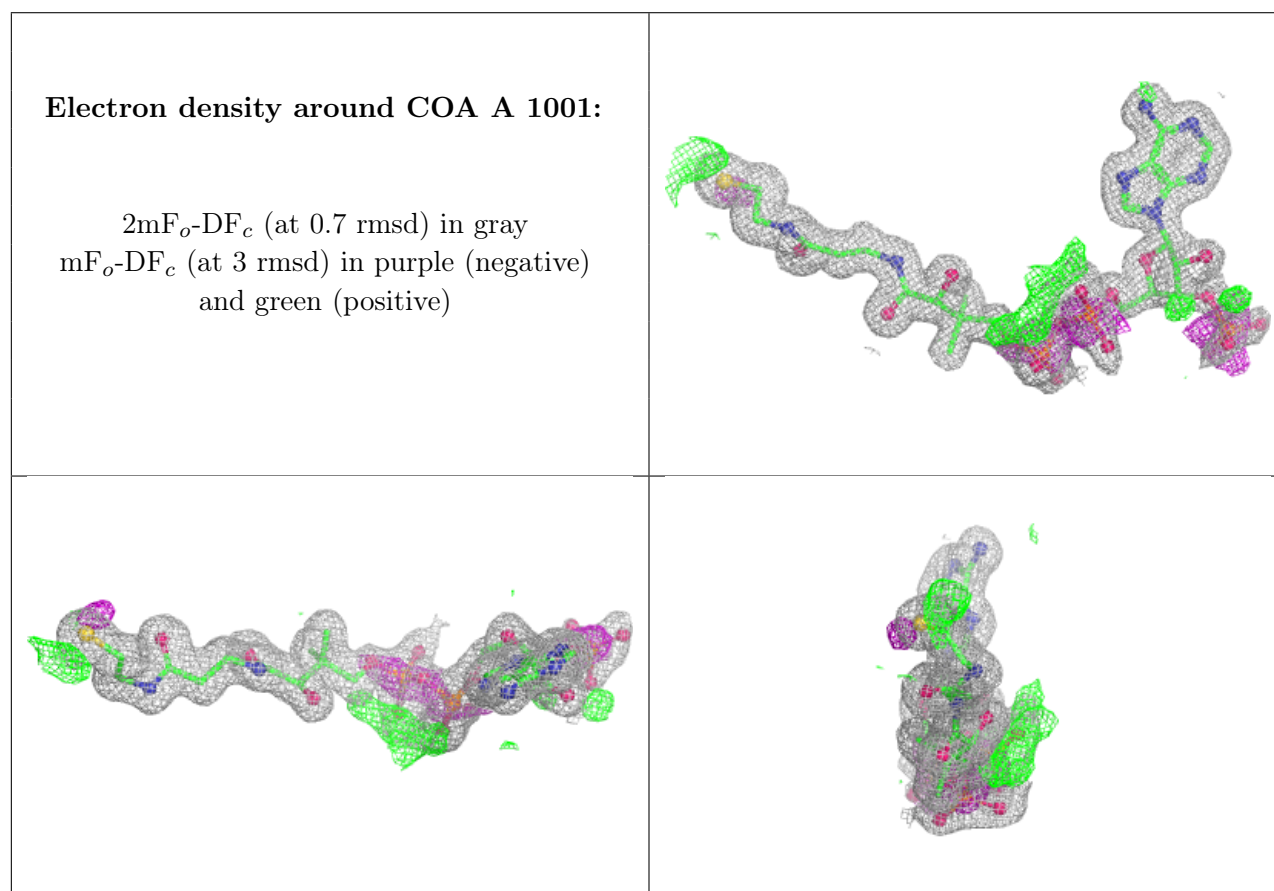 Electron density around COA A 1001:
2mFo-DFc (at 0.7 rmsd) in gray
mFo-DFc (at 3 rmsd) in purple (negative)
and green (positive)